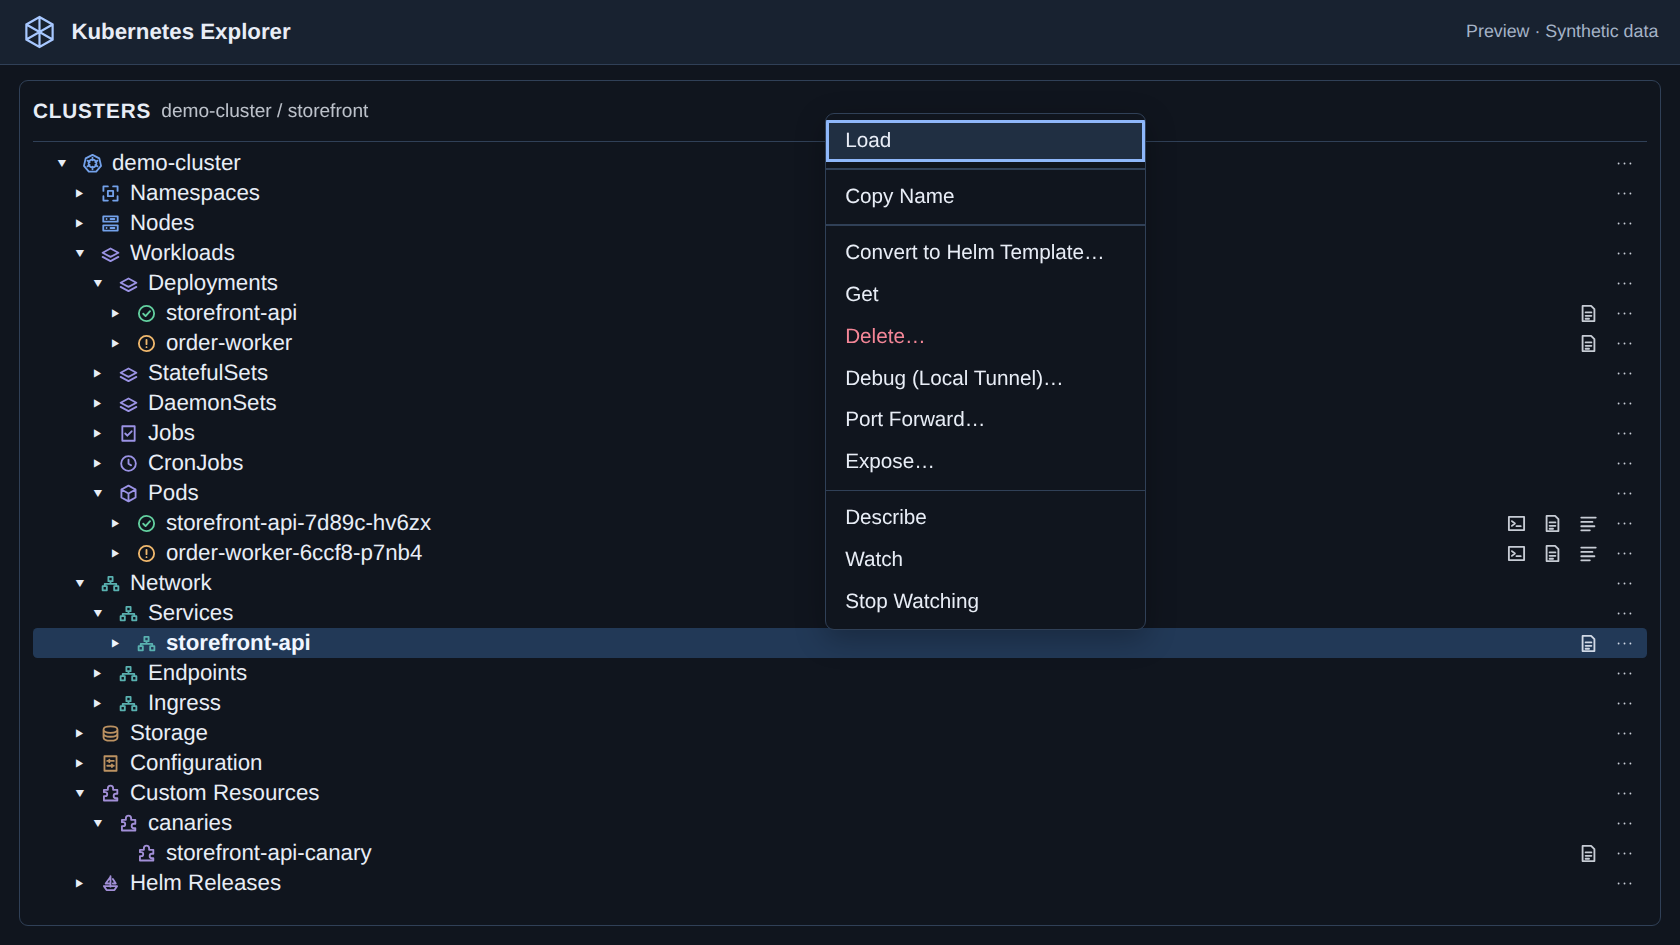 Kubernetes Explorer
Preview · Synthetic data
CLUSTERS demo-cluster / storefront
demo-cluster
Namespaces
Nodes
Workloads
Deployments
storefront-api
order-worker
StatefulSets
DaemonSets
Jobs
CronJobs
Pods
storefront-api-7d89c-hv6zx
order-worker-6ccf8-p7nb4
Network
Services
storefront-api
Endpoints
Ingress
Storage
Configuration
Custom Resources
canaries
storefront-api-canary
Helm Releases
Load
Copy Name
Convert to Helm Template…
Get
Delete…
Debug (Local Tunnel)…
Port Forward…
Expose…
Describe
Watch
Stop Watching